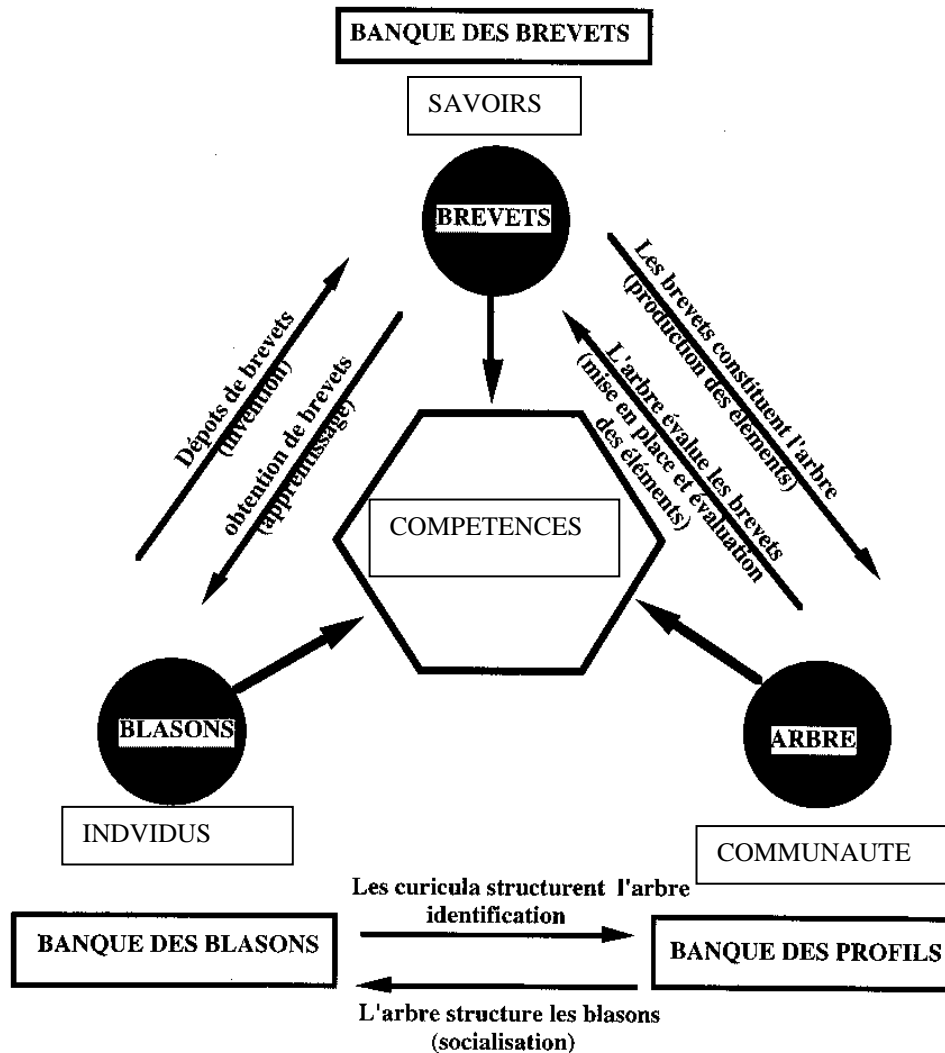 BANQUE DES BREVETS
SAVOIRS
BREVETS
Dépots de brevets
(invention)
obtention de brevets
(apprentissage)
Les brevets constituent l'arbre
(production des éléments)
L'arbre évalue les brevets
(mise en place et évaluation
des éléments)
COMPETENCES
BLASONS
ARBRE
INDVIDUS
COMMUNAUTE
Les curicula structurent l'arbre
identification
BANQUE DES BLASONS
BANQUE DES PROFILS
L'arbre structure les blasons
(socialisation)